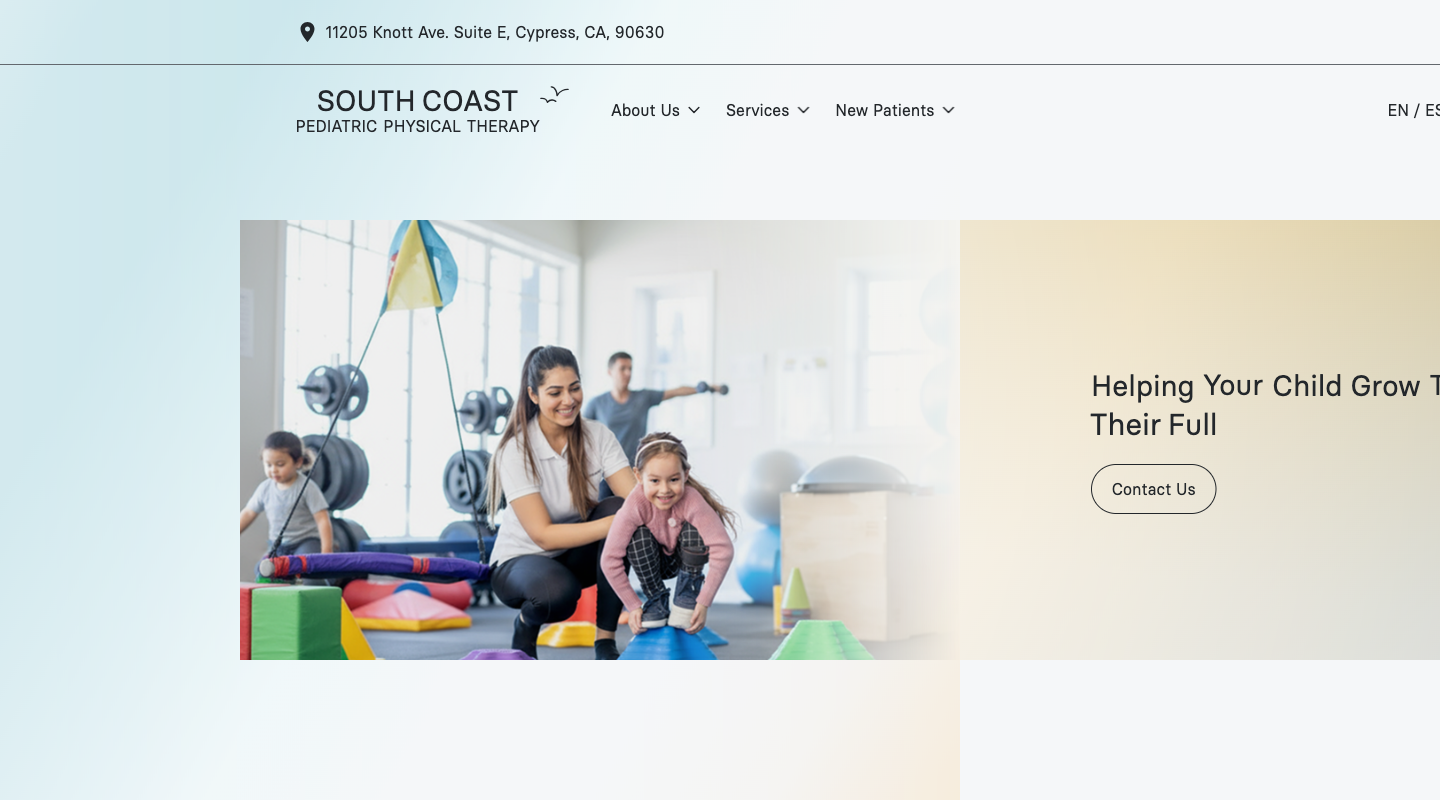 11205 Knott Ave. Suite E, Cypress, CA, 90630
SOUTH COAST
PEDIATRIC PHYSICAL THERAPY
About Us
Services
New Patients
EN / ES
Helping Your Child Grow T
Their Full
Contact Us